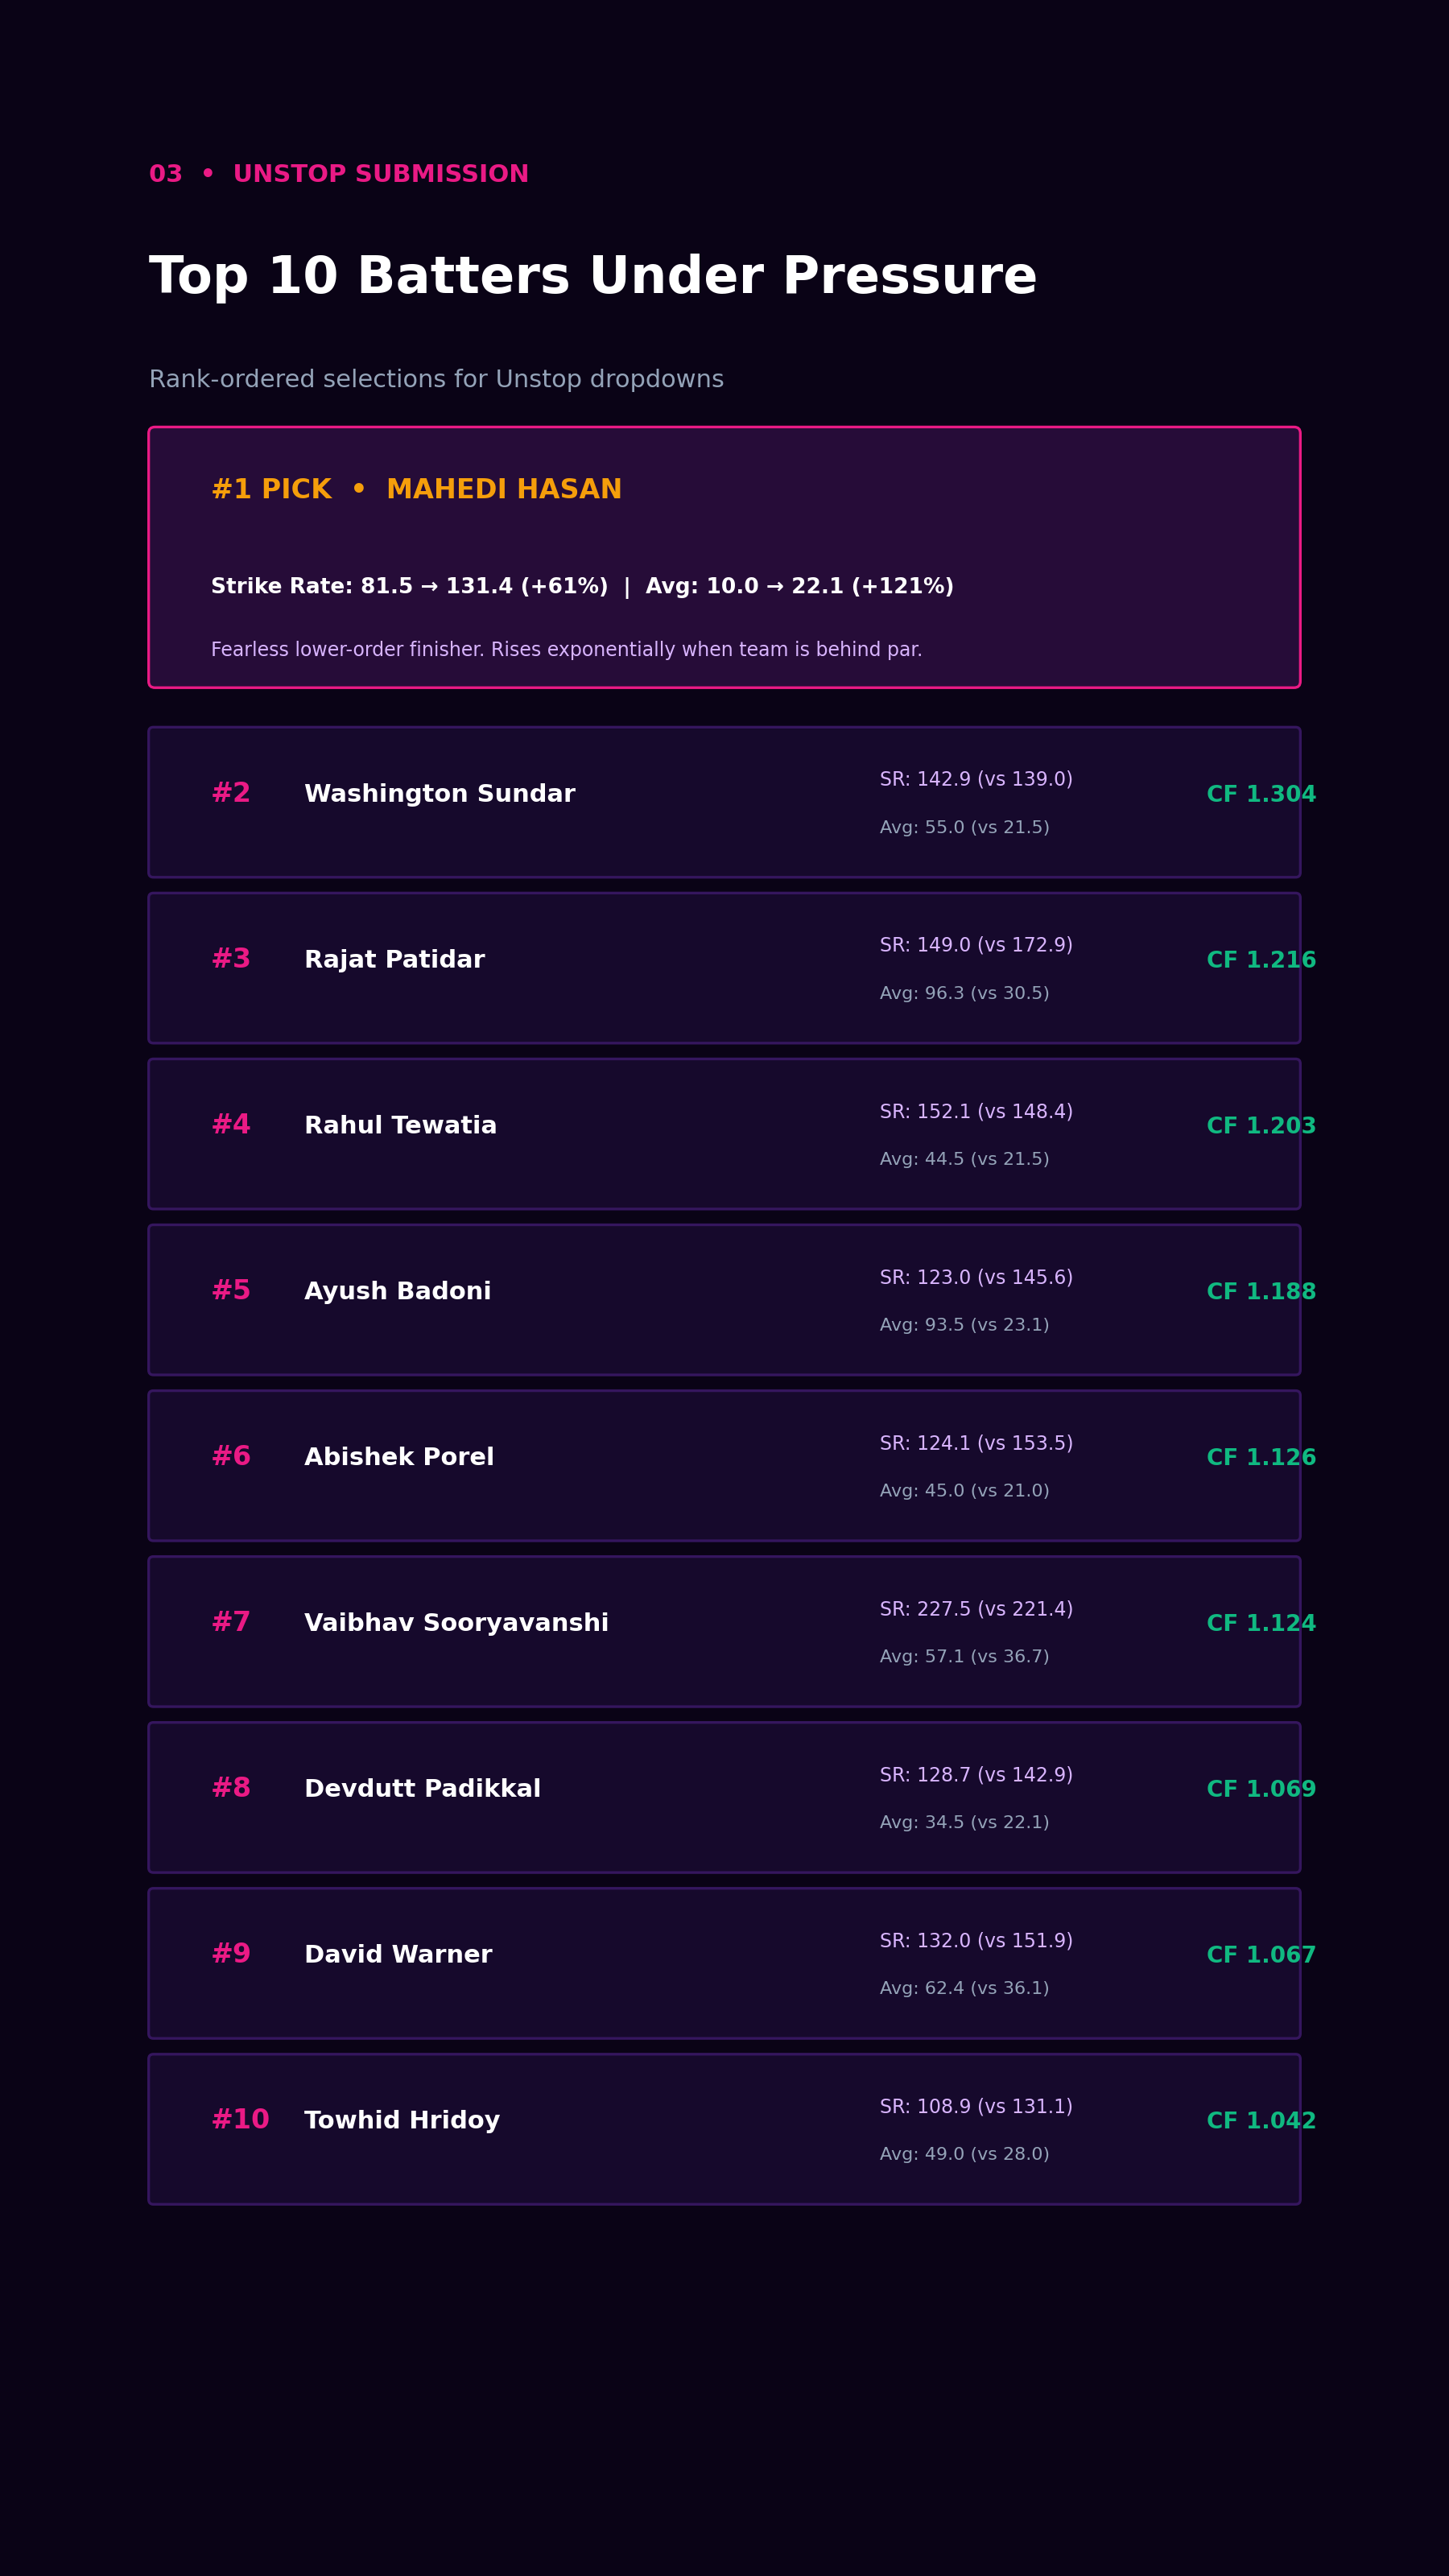 03 • UNSTOP SUBMISSION
Top 10 Batters Under Pressure
Rank-ordered selections for Unstop dropdowns
#1 PICK • MAHEDI HASAN
Strike Rate: 81.5 → 131.4 (+61%) | Avg: 10.0 → 22.1 (+121%)
Fearless lower-order finisher. Rises exponentially when team is behind par.
#2 Washington Sundar
SR: 142.9 (vs 139.0)
Avg: 55.0 (vs 21.5)
CF 1.304
#3 Rajat Patidar
SR: 149.0 (vs 172.9)
Avg: 96.3 (vs 30.5)
CF 1.216
#4 Rahul Tewatia
SR: 152.1 (vs 148.4)
Avg: 44.5 (vs 21.5)
CF 1.203
#5 Ayush Badoni
SR: 123.0 (vs 145.6)
Avg: 93.5 (vs 23.1)
CF 1.188
#6 Abishek Porel
SR: 124.1 (vs 153.5)
Avg: 45.0 (vs 21.0)
CF 1.126
#7 Vaibhav Sooryavanshi
SR: 227.5 (vs 221.4)
Avg: 57.1 (vs 36.7)
CF 1.124
#8 Devdutt Padikkal
SR: 128.7 (vs 142.9)
Avg: 34.5 (vs 22.1)
CF 1.069
#9 David Warner
SR: 132.0 (vs 151.9)
Avg: 62.4 (vs 36.1)
CF 1.067
#10 Towhid Hridoy
SR: 108.9 (vs 131.1)
Avg: 49.0 (vs 28.0)
CF 1.042